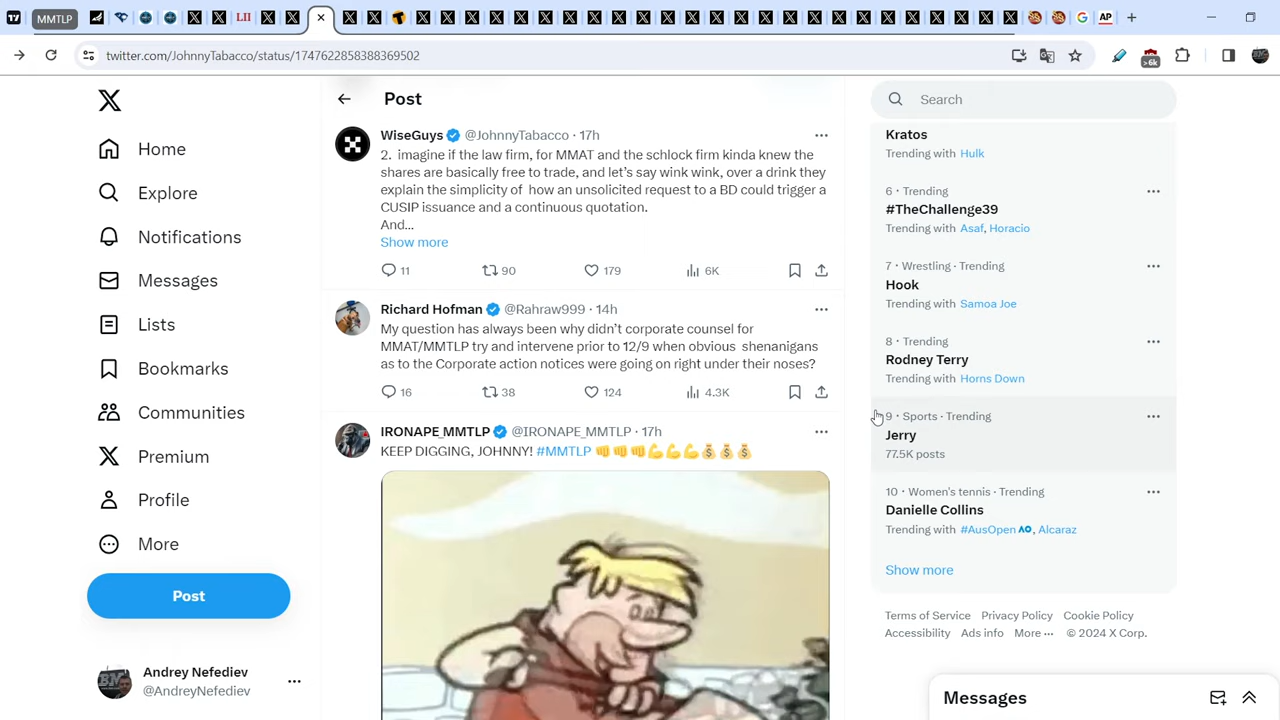 MMTLP
LII
AP
twitter.com/JohnnyTabacco/status/1747622858388369502
>6k
Home
Explore
Notifications
Messages
Lists
Bookmarks
Communities
Premium
Profile
More
Post
Andrey Nefediev
@AndreyNefediev
Post
WiseGuys @JohnnyTabacco · 17h
2. imagine if the law firm, for MMAT and the schlock firm kinda knew the
shares are basically free to trade, and let's say wink wink, over a drink they
explain the simplicity of how an unsolicited request to a BD could trigger a
CUSIP issuance and a continuous quotation.
And...
Show more
11 90 179 6K
Richard Hofman @Rahraw999 · 14h
My question has always been why didn't corporate counsel for
MMAT/MMTLP try and intervene prior to 12/9 when obvious shenanigans
as to the Corporate action notices were going on right under their noses?
16 38 124 4.3K
IRONAPE_MMTLP @IRONAPE_MMTLP · 17h
KEEP DIGGING, JOHNNY! #MMTLP 👊👊👊💪💪💪💰💰💰
Search
Kratos
Trending with Hulk
6 · Trending
#TheChallenge39
Trending with Asaf, Horacio
7 · Wrestling · Trending
Hook
Trending with Samoa Joe
8 · Trending
Rodney Terry
Trending with Horns Down
9 · Sports · Trending
Jerry
77.5K posts
10 · Women's tennis · Trending
Danielle Collins
Trending with #AusOpen AO, Alcaraz
Show more
Terms of Service Privacy Policy Cookie Policy
Accessibility Ads info More ··· © 2024 X Corp.
Messages